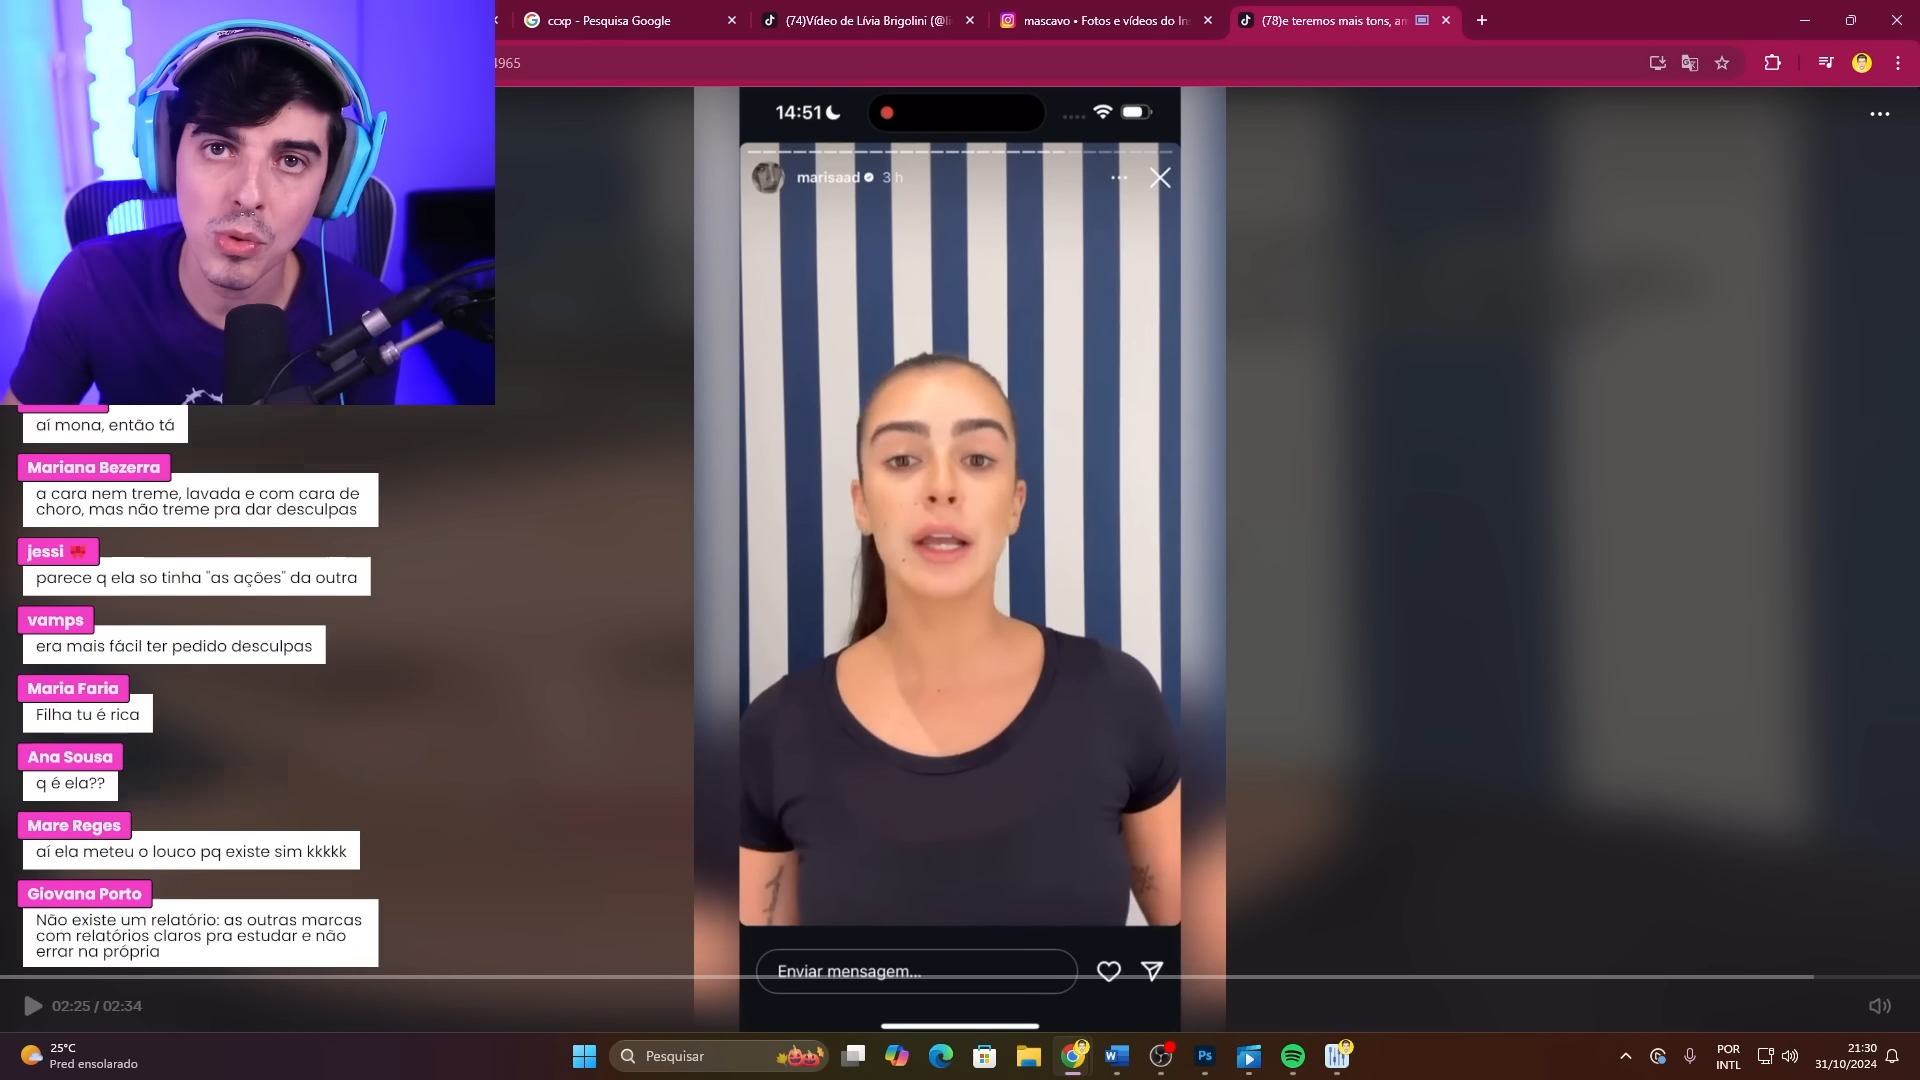 ccxp - Pesquisa Google
(74)Vídeo de Lívia Brigolini (@li
mascavo • Fotos e vídeos do In
(78)e teremos mais tons, am
4965
14:51
marisaad 3 h
aí mona, então tá
Mariana Bezerra
a cara nem treme, lavada e com cara de
choro, mas não treme pra dar desculpas
jessi
parece q ela so tinha "as ações" da outra
vamps
era mais fácil ter pedido desculpas
Maria Faria
Filha tu é rica
Ana Sousa
q é ela??
Mare Reges
aí ela meteu o louco pq existe sim kkkkk
Giovana Porto
Não existe um relatório: as outras marcas
com relatórios claros pra estudar e não
errar na própria
Enviar mensagem...
02:25 / 02:34
25°C
Pred ensolarado
Pesquisar
Ps
POR
INTL
21:30
31/10/2024